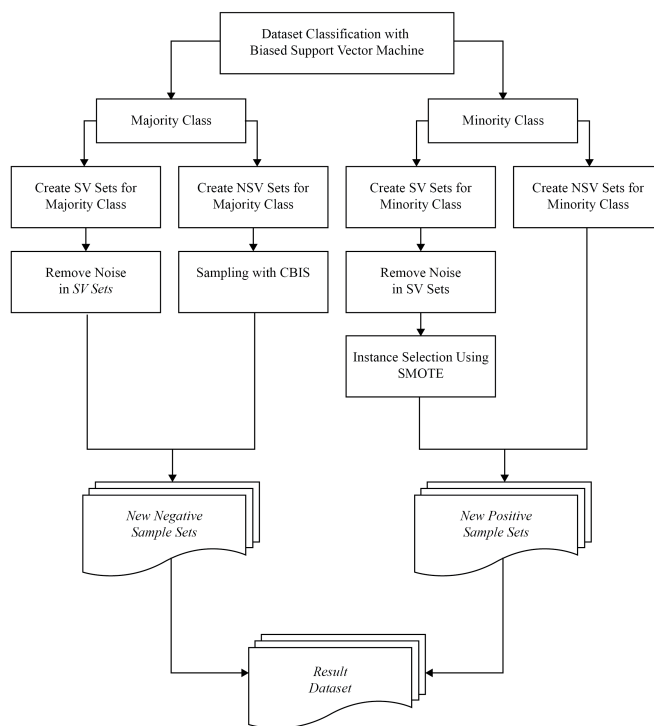 Dataset Classification with
Biased Support Vector Machine
Majority Class
Minority Class
Create SV Sets for
Majority Class
Create NSV Sets for
Majority Class
Create SV Sets for
Minority Class
Create NSV Sets for
Minority Class
Remove Noise
in SV Sets
Sampling with CBIS
Remove Noise
in SV Sets
Instance Selection Using
SMOTE
New Negative
Sample Sets
New Positive
Sample Sets
Result
Dataset